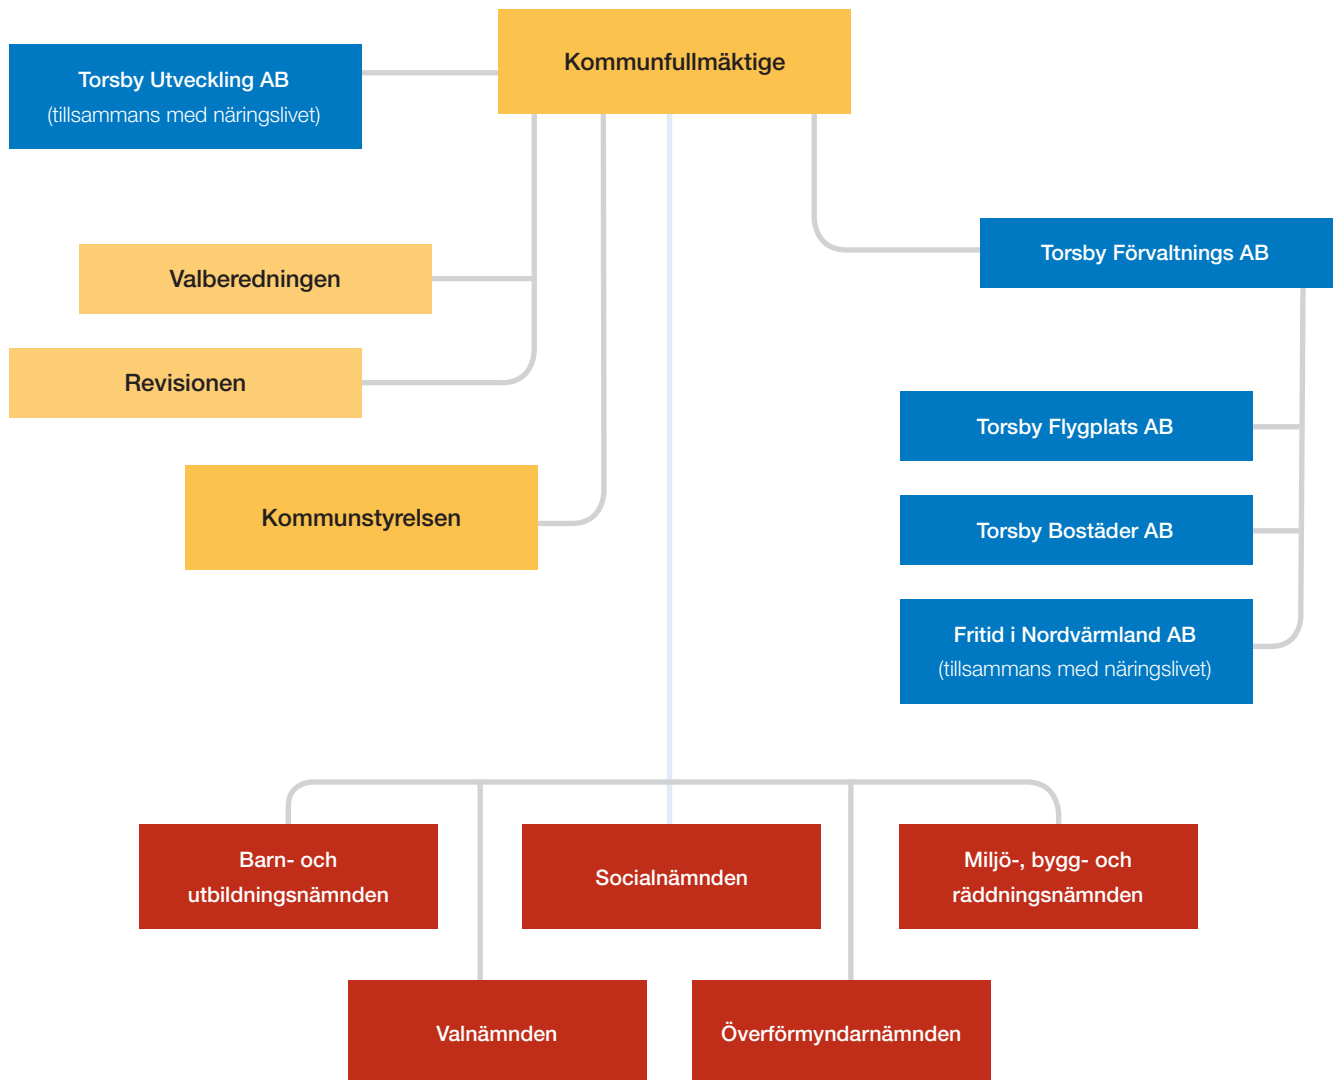 Kommunfullmäktige
Torsby Utveckling AB
(tillsammans med näringslivet)
Torsby Förvaltnings AB
Valberedningen
Revisionen
Kommunstyrelsen
Torsby Flygplats AB
Torsby Bostäder AB
Fritid i Nordvärmland AB
(tillsammans med näringslivet)
Barn- och
utbildningsnämnden
Socialnämnden
Miljö-, bygg- och
räddningsnämnden
Valnämnden
Överförmyndarnämnden